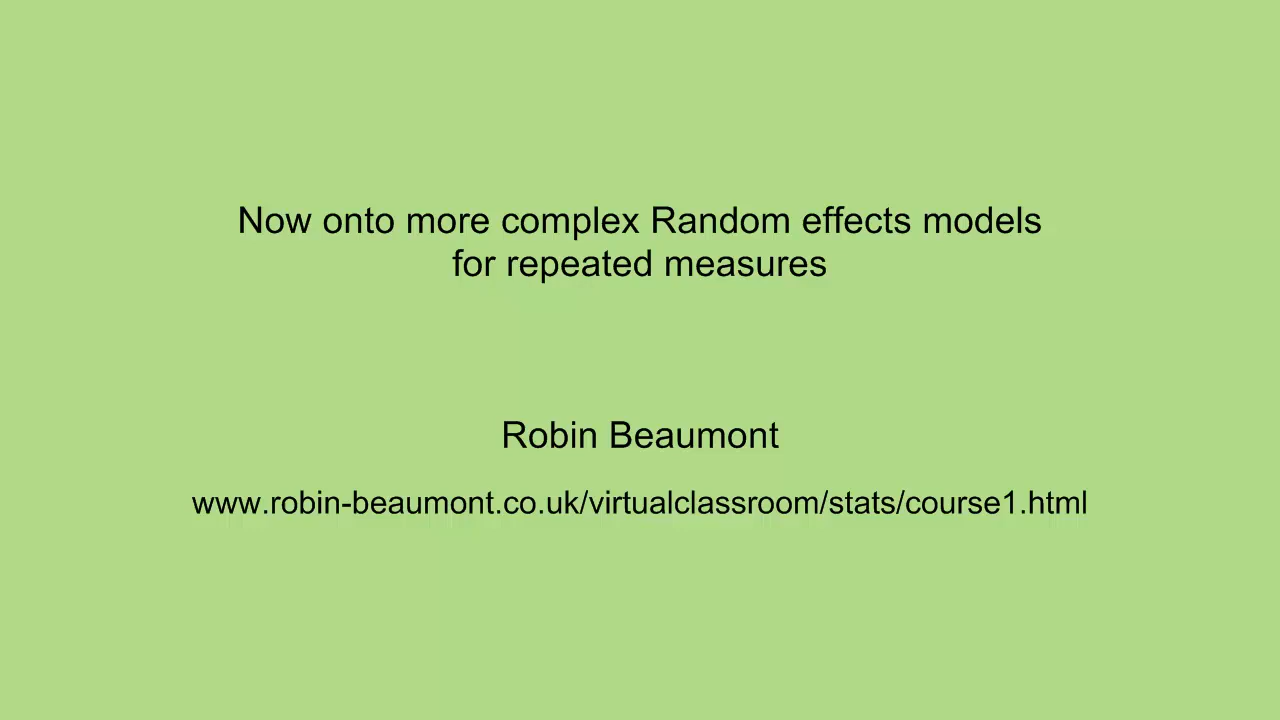 Now onto more complex Random effects models
for repeated measures
Robin Beaumont
www.robin-beaumont.co.uk/virtualclassroom/stats/course1.html